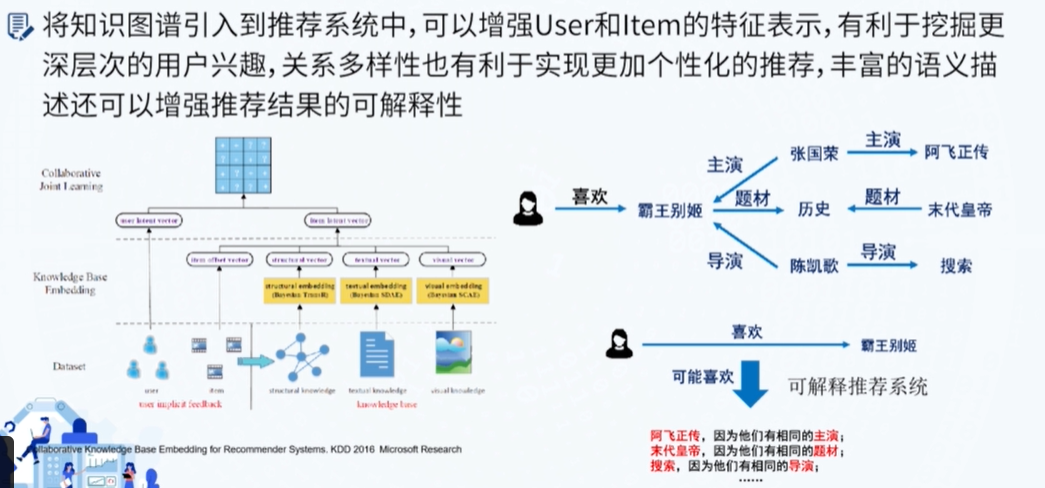 将知识图谱引入到推荐系统中，可以增强User和Item的特征表示，有利于挖掘更
深层次的用户兴趣，关系多样性也有利于实现更加个性化的推荐，丰富的语义描
述还可以增强推荐结果的可解释性
Collaborative
Joint Learning
user latent vector
item latent vector
Knowledge Base
Embedding
item offset vector
structural vector
textual vector
visual vector
structural embedding
(Bayesian TransR)
textual embedding
(Bayesian SDAE)
visual embedding
(Bayesian SCAE)
Dataset
user
item
structural knowledge
textual knowledge
visual knowledge
user implicit feedback
knowledge base
laborative Knowledge Base Embedding for Recommender Systems. KDD 2016 Microsoft Research
喜欢
霸王别姬
主演
张国荣
主演
阿飞正传
题材
历史
题材
末代皇帝
导演
陈凯歌
导演
搜索
喜欢
霸王别姬
可能喜欢
可解释推荐系统
阿飞正传，因为他们有相同的主演；
末代皇帝，因为他们有相同的题材；
搜索，因为他们有相同的导演；
······